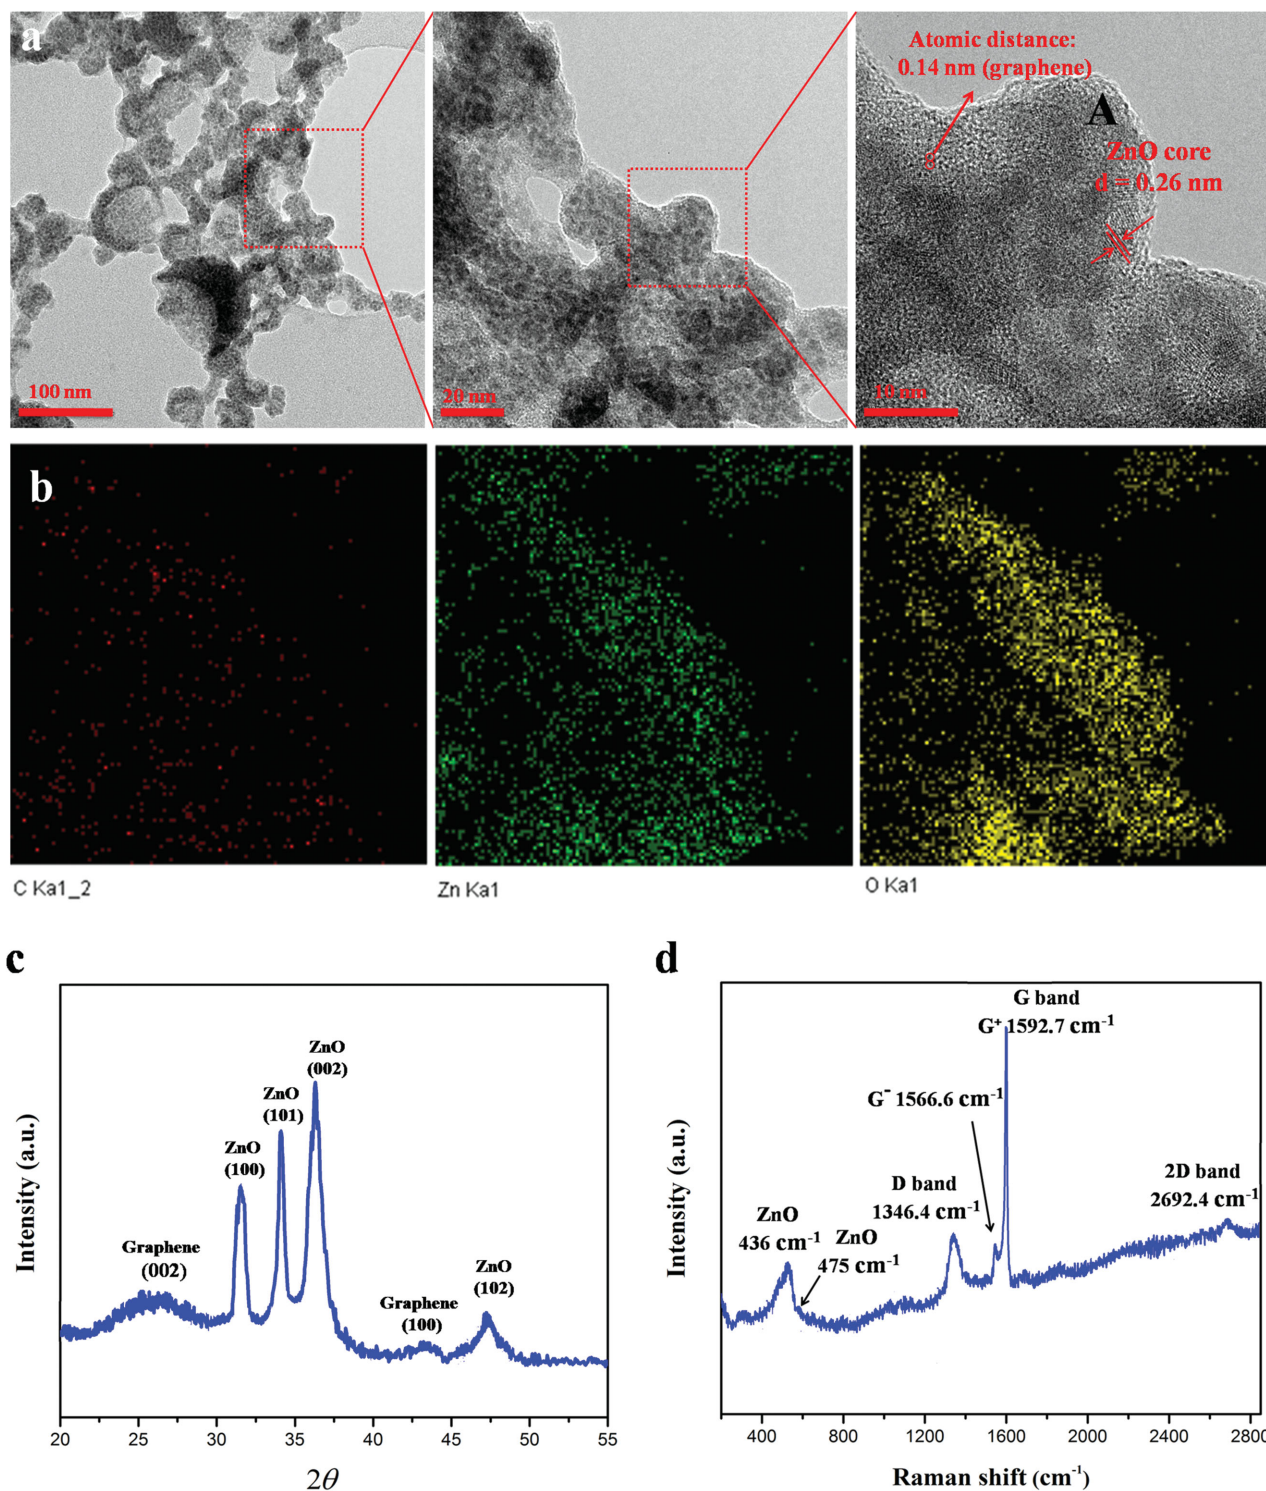 a
100 nm
20 nm
Atomic distance:
0.14 nm (graphene)
A
ZnO core
d = 0.26 nm
10 nm
b
C Ka1_2
Zn Ka1
O Ka1
c
Intensity (a.u.)
Graphene
(002)
ZnO
(100)
ZnO
(101)
ZnO
(002)
Graphene
(100)
ZnO
(102)
20 25 30 35 40 45 50 55
2θ
d
Intensity (a.u.)
G band
G⁺ 1592.7 cm⁻¹
G⁻ 1566.6 cm⁻¹
D band
1346.4 cm⁻¹
2D band
2692.4 cm⁻¹
ZnO
436 cm⁻¹
ZnO
475 cm⁻¹
400 800 1200 1600 2000 2400 2800
Raman shift (cm⁻¹)